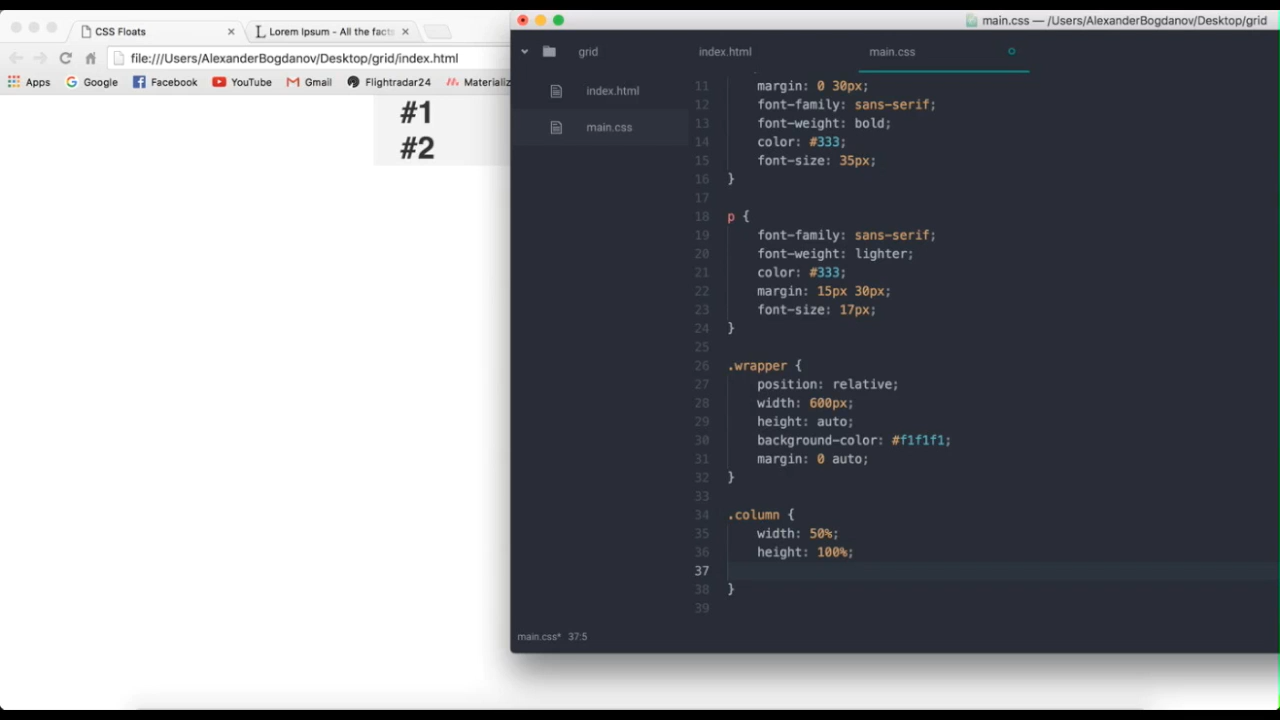 CSS Floats
Lorem Ipsum - All the facts
file:///Users/AlexanderBogdanov/Desktop/grid/index.html
Apps Google Facebook YouTube Gmail Flightradar24 Materializ
#1
#2
main.css — /Users/AlexanderBogdanov/Desktop/grid
grid
index.html
main.css
index.html
main.css
11 margin: 0 30px;
12 font-family: sans-serif;
13 font-weight: bold;
14 color: #333;
15 font-size: 35px;
16 }
17
18 p {
19 font-family: sans-serif;
20 font-weight: lighter;
21 color: #333;
22 margin: 15px 30px;
23 font-size: 17px;
24 }
25
26 .wrapper {
27 position: relative;
28 width: 600px;
29 height: auto;
30 background-color: #f1f1f1;
31 margin: 0 auto;
32 }
33
34 .column {
35 width: 50%;
36 height: 100%;
37
38 }
39
main.css* 37:5